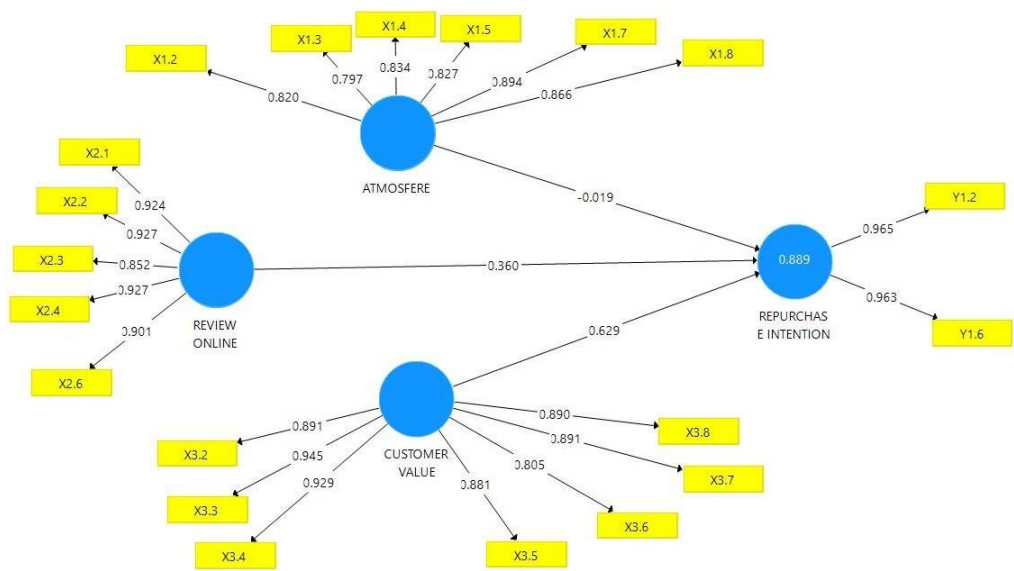 X1.2
X1.3
X1.4
X1.5
X1.7
X1.8
0.820
0.797
0.834
0.827
0.894
0.866
ATMOSFERE
-0.019
X2.1
X2.2
X2.3
X2.4
X2.6
0.924
0.927
0.852
0.927
0.901
REVIEW
ONLINE
0.360
0.889
REPURCHAS
E INTENTION
0.965
0.963
Y1.2
Y1.6
0.629
CUSTOMER
VALUE
0.891
0.945
0.929
0.881
0.805
0.891
0.890
X3.2
X3.3
X3.4
X3.5
X3.6
X3.7
X3.8